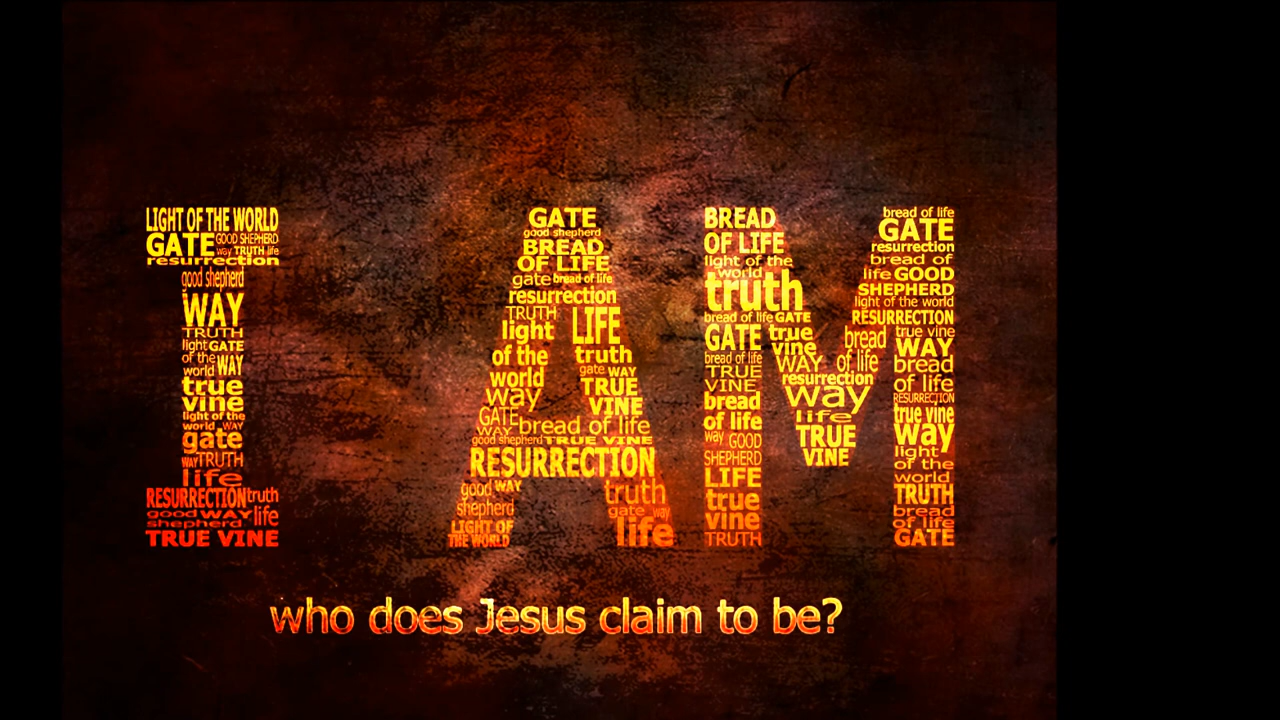 LIGHT OF THE WORLD
GATE GOOD SHEPHERD
way TRUTH life
resurrection
good shepherd
WAY
TRUTH
light GATE
of the WAY
world
true
vine
light of the
world WAY
gate
WAY TRUTH
life
RESURRECTION truth
good WAY life
shepherd
TRUE VINE
GATE
good shepherd
BREAD
OF LIFE
gate bread of life
resurrection
TRUTH LIFE
light
of the truth
world gate WAY
way TRUE
VINE
GATE bread of life
good shepherd TRUE VINE
RESURRECTION
good WAY truth
shepherd gate way
LIGHT OF life
THE WORLD
BREAD
OF LIFE
light of the
world
truth
bread of life GATE
GATE true
vine
bread of life WAY
TRUE resurrection
VINE way
bread life
of life TRUE
VINE
way GOOD
SHEPHERD
LIFE
true
vine
TRUTH
bread of life
GATE
resurrection
bread of
life GOOD
SHEPHERD
light of the world
RESURRECTION
bread true vine
of life WAY
bread
of life
RESURRECTION
true vine
way
light
of the
world
TRUTH
bread
of life
GATE
who does Jesus claim to be?